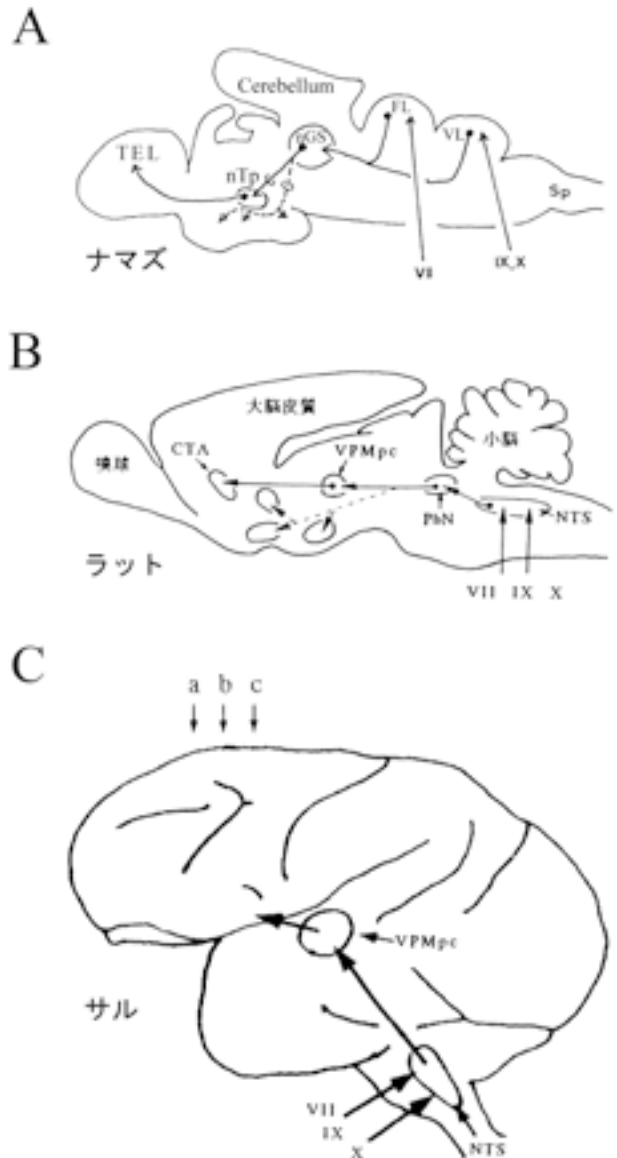 A
Cerebellum
TEL
nTp
nGS
FL
VL
Sp
ナマズ
VII
IX,X
B
大脳皮質
嗅球
CTA
VPMpc
小脳
PbN
NTS
ラット
VII IX X
C
a b c
VPMpc
サル
VII
IX
X
NTS